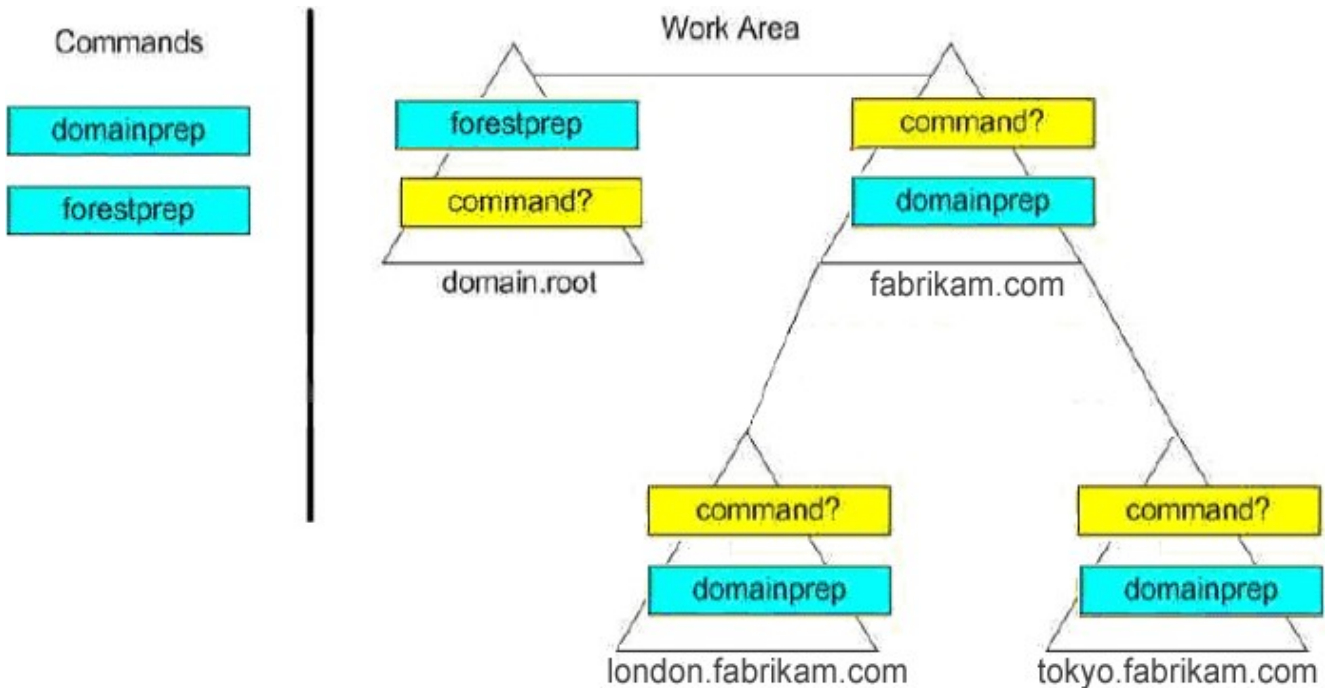 Commands
domainprep
forestprep
Work Area
forestprep
command?
domain.root
command?
domainprep
fabrikam.com
command?
domainprep
london.fabrikam.com
command?
domainprep
tokyo.fabrikam.com